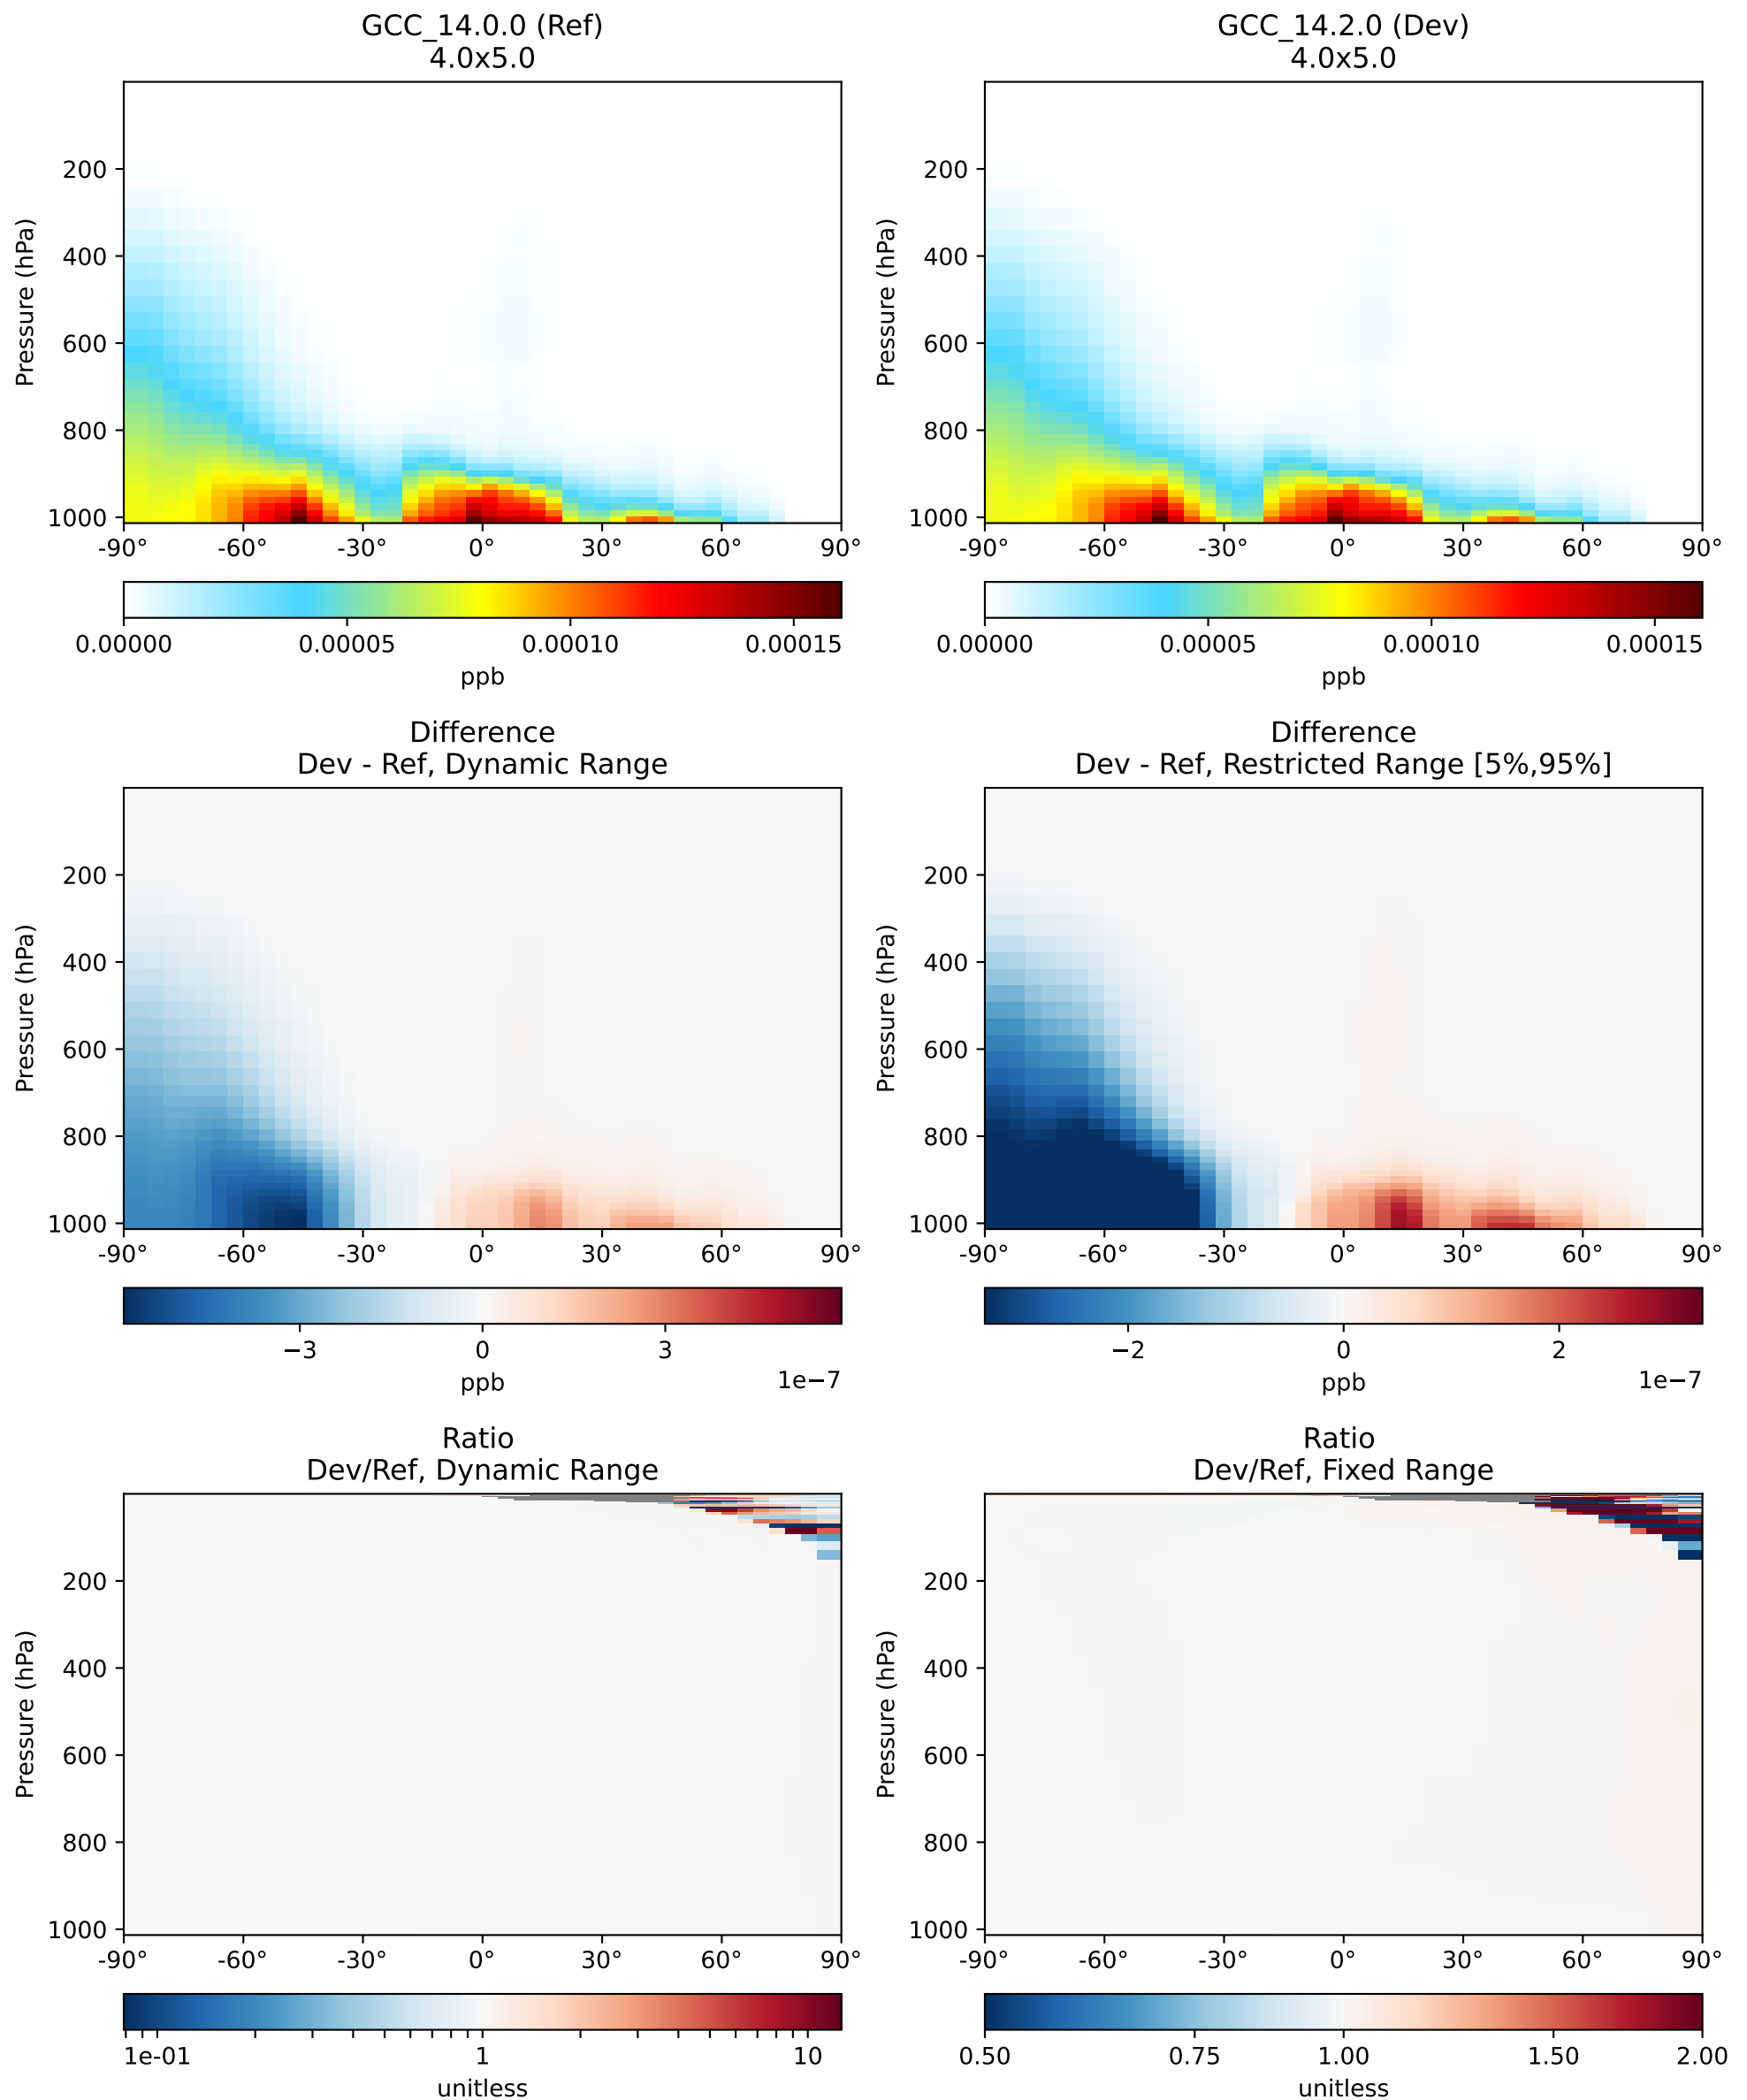 GCC_14.0.0 (Ref)
4.0x5.0
Pressure (hPa)
200
400
600
800
1000
-90° -60° -30° 0° 30° 60° 90°
0.00000 0.00005 0.00010 0.00015
ppb
GCC_14.2.0 (Dev)
4.0x5.0
Pressure (hPa)
200
400
600
800
1000
-90° -60° -30° 0° 30° 60° 90°
0.00000 0.00005 0.00010 0.00015
ppb
Difference
Dev - Ref, Dynamic Range
Pressure (hPa)
200
400
600
800
1000
-90° -60° -30° 0° 30° 60° 90°
−3 0 3
1e−7
ppb
Difference
Dev - Ref, Restricted Range [5%,95%]
Pressure (hPa)
200
400
600
800
1000
-90° -60° -30° 0° 30° 60° 90°
−2 0 2
1e−7
ppb
Ratio
Dev/Ref, Dynamic Range
Pressure (hPa)
200
400
600
800
1000
-90° -60° -30° 0° 30° 60° 90°
1e-01 1 10
unitless
Ratio
Dev/Ref, Fixed Range
Pressure (hPa)
200
400
600
800
1000
-90° -60° -30° 0° 30° 60° 90°
0.50 0.75 1.00 1.50 2.00
unitless